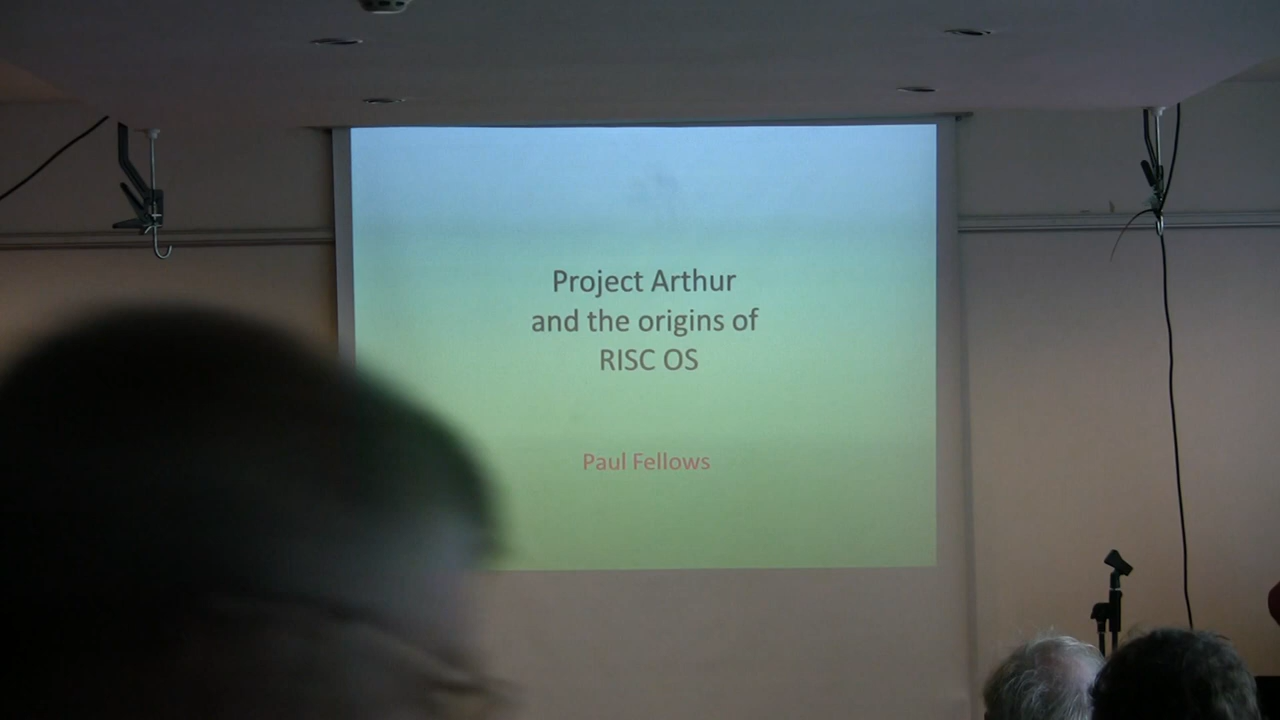 Project Arthur
and the origins of
RISC OS
Paul Fellows